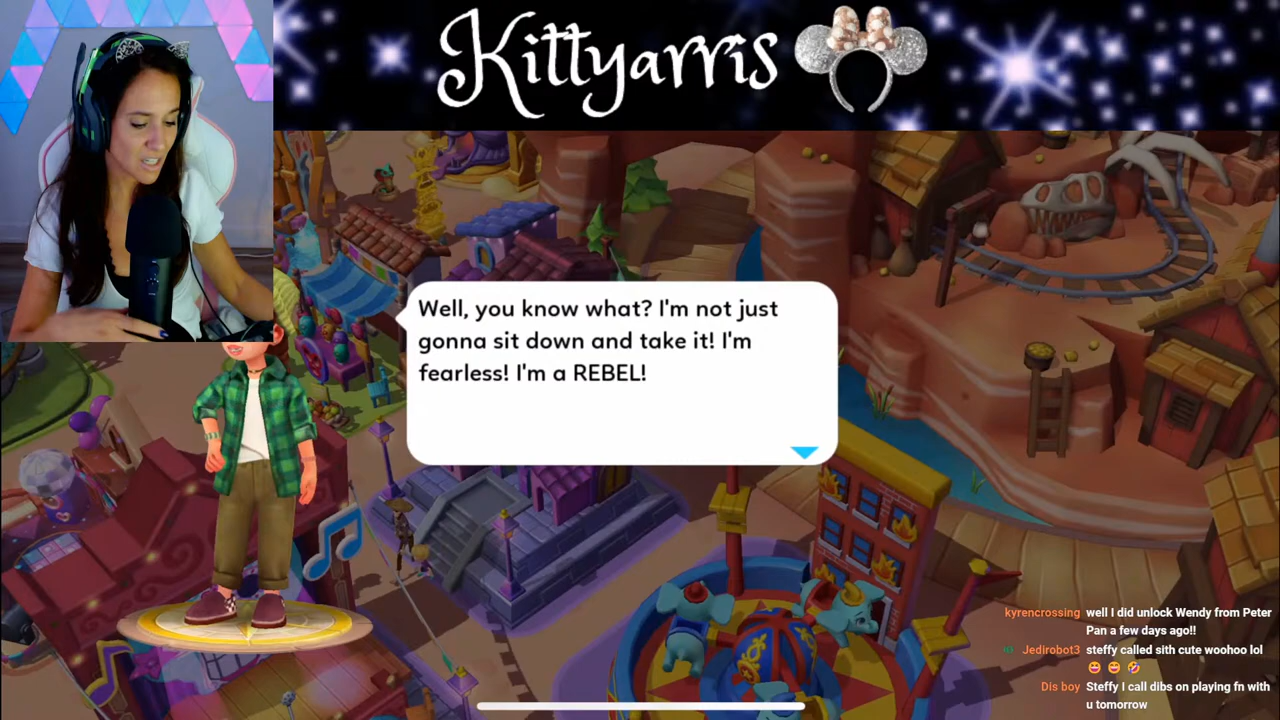 Kittyarris
Well, you know what? I'm not just
gonna sit down and take it! I'm
fearless! I'm a REBEL!
kyrencrossing well I did unlock Wendy from Peter
Pan a few days ago!!
Jedirobot3 steffy called sith cute woohoo lol
😄 😄 🤣
Dis boy Steffy I call dibs on playing fn with
u tomorrow